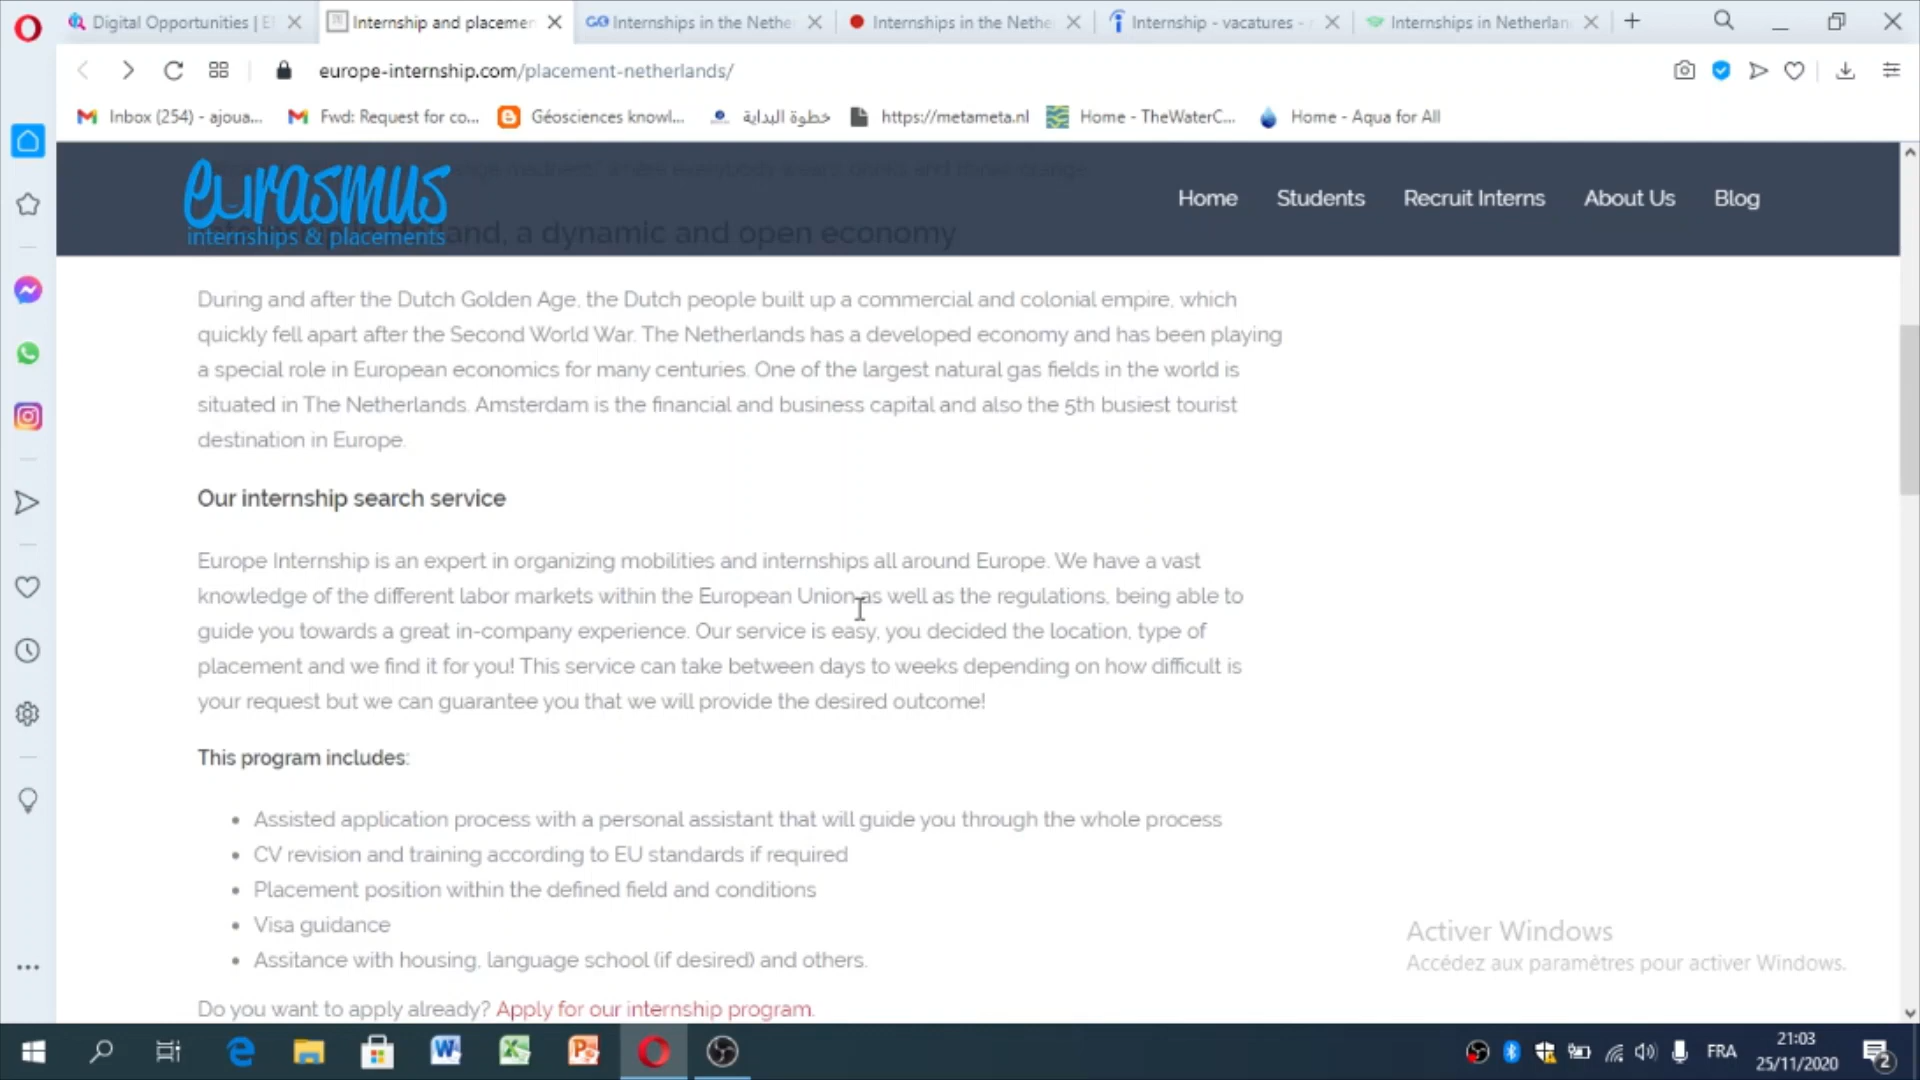 Digital Opportunities | E
Internship and placemen
Internships in the Nethe
Internships in the Nethe
Internship - vacatures -
Internships in Netherlan
europe-internship.com/placement-netherlands/
Inbox (254) - ajoua...
Fwd: Request for co...
Géosciences knowl...
خطوة البداية
https://metameta.nl
Home - TheWaterC...
Home - Aqua for All
eurasmus
internships & placements
Home
Students
Recruit Interns
About Us
Blog
land, a dynamic and open economy
During and after the Dutch Golden Age, the Dutch people built up a commercial and colonial empire, which
quickly fell apart after the Second World War. The Netherlands has a developed economy and has been playing
a special role in European economics for many centuries. One of the largest natural gas fields in the world is
situated in The Netherlands. Amsterdam is the financial and business capital and also the 5th busiest tourist
destination in Europe.
Our internship search service
Europe Internship is an expert in organizing mobilities and internships all around Europe. We have a vast
knowledge of the different labor markets within the European Union as well as the regulations, being able to
guide you towards a great in-company experience. Our service is easy, you decided the location, type of
placement and we find it for you! This service can take between days to weeks depending on how difficult is
your request but we can guarantee you that we will provide the desired outcome!
This program includes:
Assisted application process with a personal assistant that will guide you through the whole process
CV revision and training according to EU standards if required
Placement position within the defined field and conditions
Visa guidance
Assitance with housing, language school (if desired) and others.
Do you want to apply already? Apply for our internship program.
Activer Windows
Accédez aux paramètres pour activer Windows.
FRA
21:03
25/11/2020
2